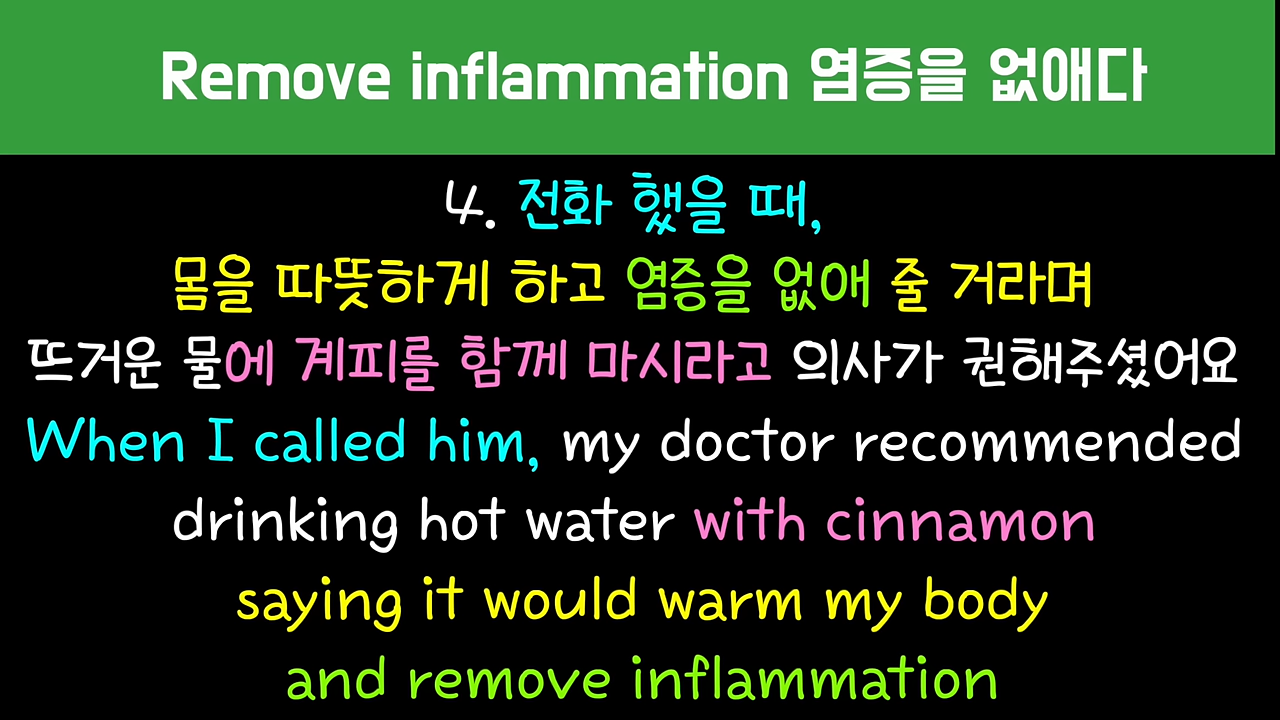 Remove inflammation 염증을 없애다
4. 전화 했을 때,
몸을 따뜻하게 하고 염증을 없애 줄 거라며
뜨거운 물에 계피를 함께 마시라고 의사가 권해주셨어요
When I called him, my doctor recommended
drinking hot water with cinnamon
saying it would warm my body
and remove inflammation